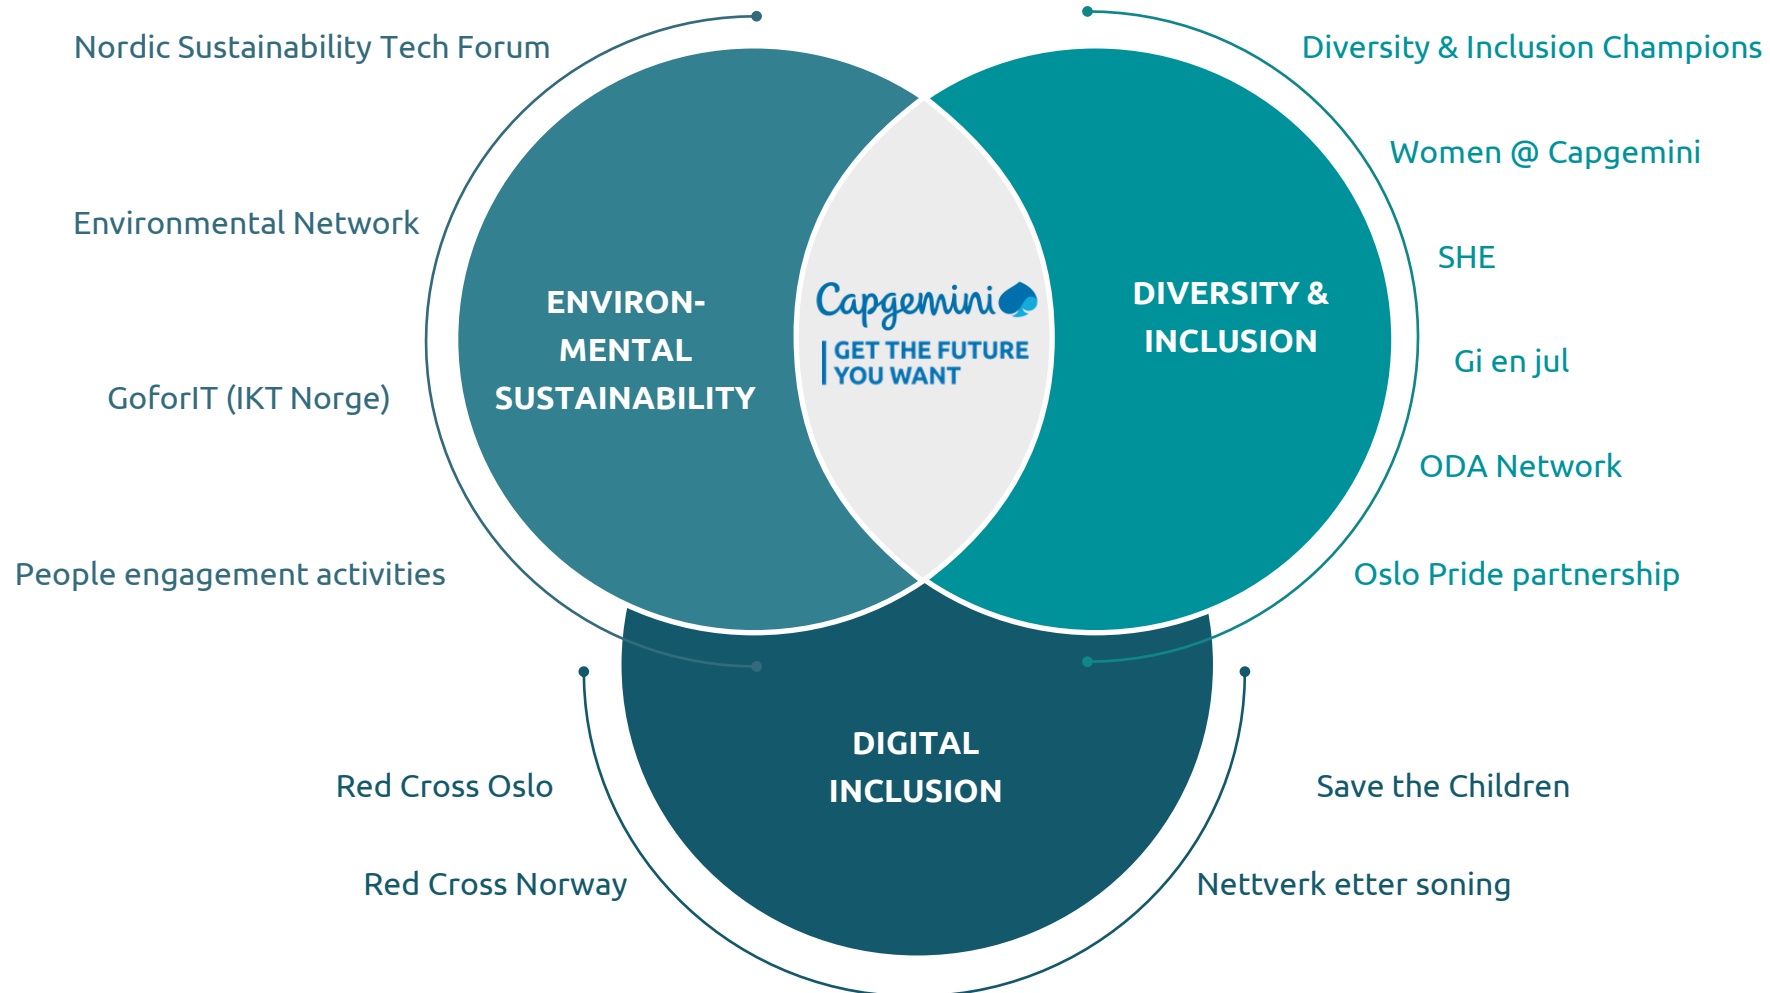 Nordic Sustainability Tech Forum
Environmental Network
GoforIT (IKT Norge)
People engagement activities
ENVIRON-
MENTAL
SUSTAINABILITY
Capgemini
GET THE FUTURE
YOU WANT
DIVERSITY &
INCLUSION
Diversity & Inclusion Champions
Women @ Capgemini
SHE
Gi en jul
ODA Network
Oslo Pride partnership
DIGITAL
INCLUSION
Red Cross Oslo
Red Cross Norway
Save the Children
Nettverk etter soning